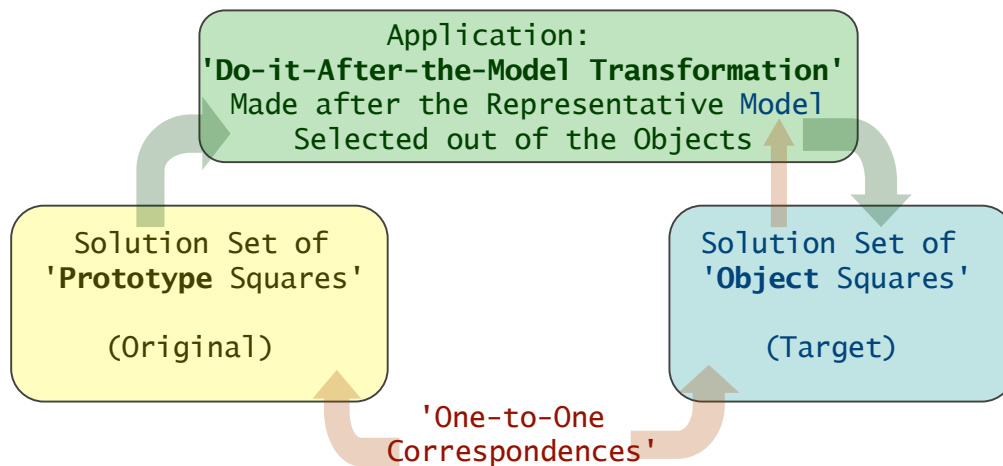 Application:
'Do-it-After-the-Model Transformation'
Made after the Representative Model
Selected out of the Objects
Solution Set of
'Prototype Squares'
(Original)
Solution Set of
'Object Squares'
(Target)
'One-to-One
Correspondences'